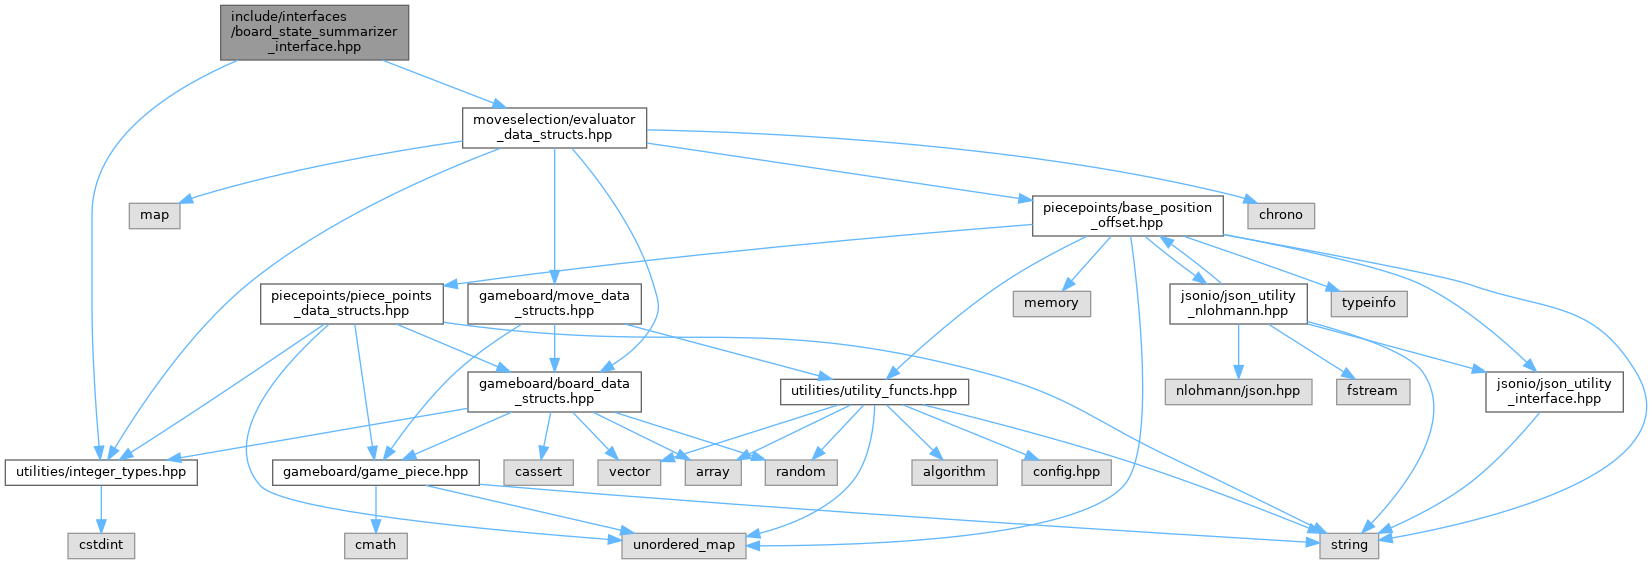 include/interfaces
/board_state_summarizer
_interface.hpp
moveselection/evaluator
_data_structs.hpp
map
piecepoints/base_position
_offset.hpp
chrono
piecepoints/piece_points
_data_structs.hpp
gameboard/move_data
_structs.hpp
memory
jsonio/json_utility
_nlohmann.hpp
typeinfo
gameboard/board_data
_structs.hpp
utilities/utility_functs.hpp
nlohmann/json.hpp
fstream
jsonio/json_utility
_interface.hpp
utilities/integer_types.hpp
gameboard/game_piece.hpp
cassert
vector
array
random
algorithm
config.hpp
cstdint
cmath
unordered_map
string